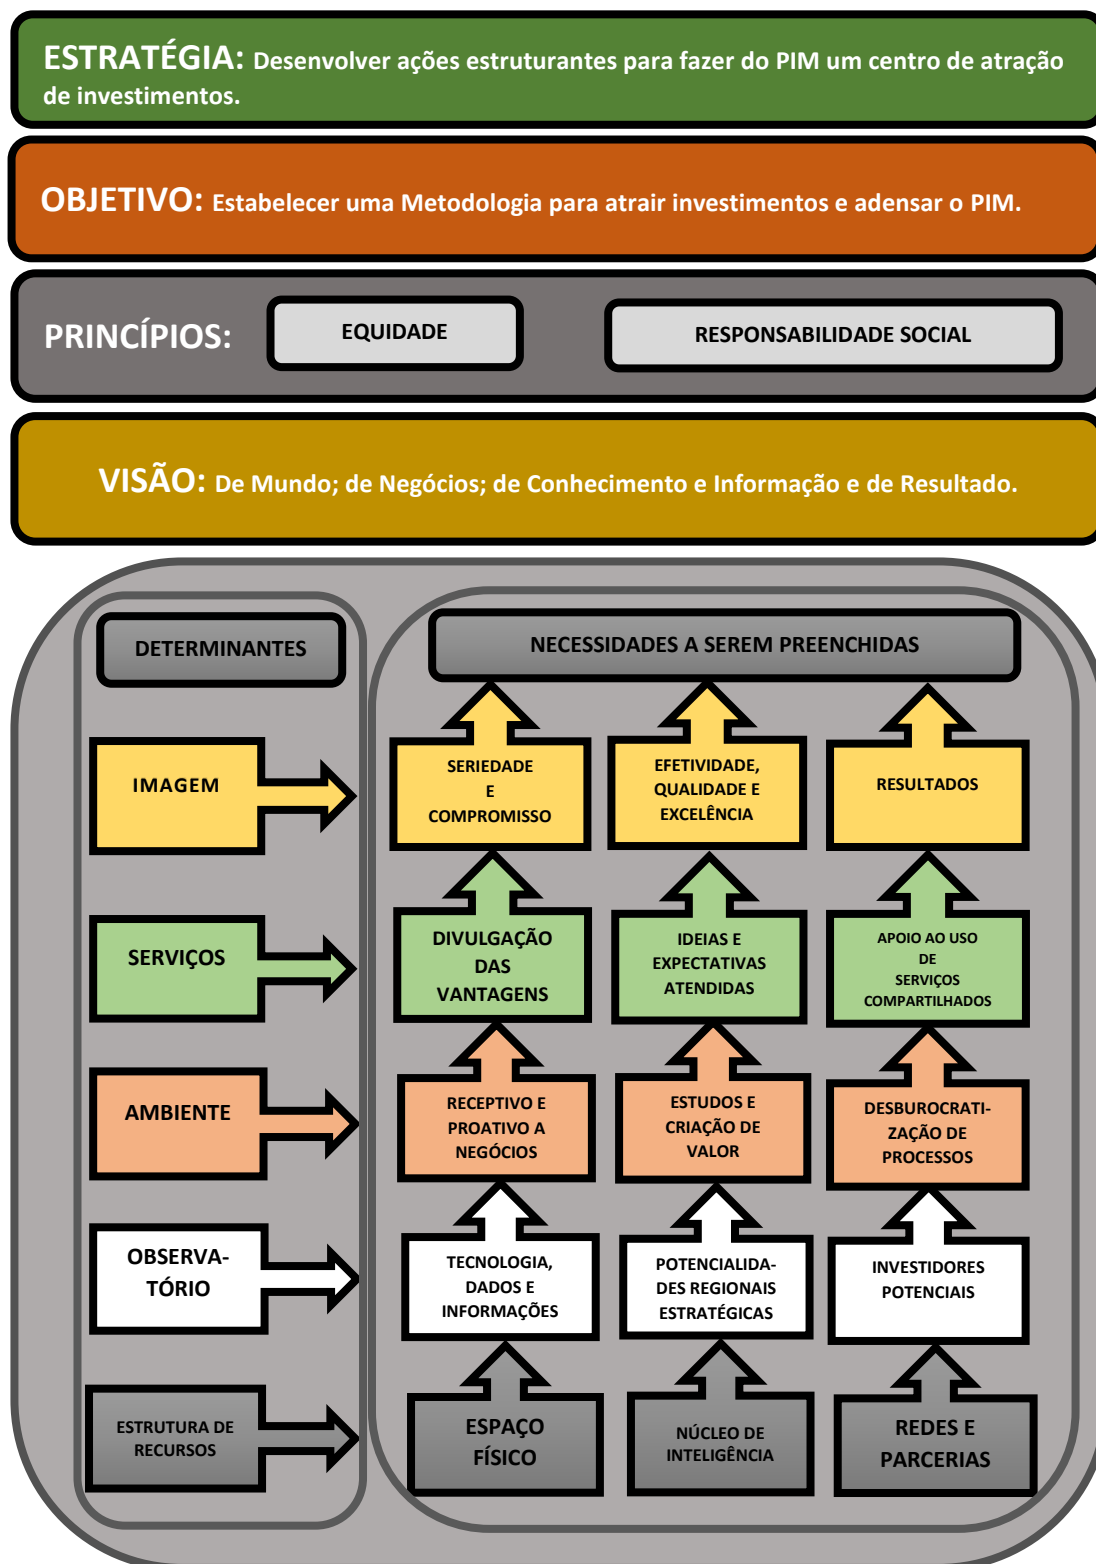 ESTRATÉGIA: Desenvolver ações estruturantes para fazer do PIM um centro de atração
de investimentos.
OBJETIVO: Estabelecer uma Metodologia para atrair investimentos e adensar o PIM.
PRINCÍPIOS:
EQUIDADE
RESPONSABILIDADE SOCIAL
VISÃO: De Mundo; de Negócios; de Conhecimento e Informação e de Resultado.
DETERMINANTES
NECESSIDADES A SEREM PREENCHIDAS
IMAGEM
SERIEDADE
E
COMPROMISSO
EFETIVIDADE,
QUALIDADE E
EXCELÊNCIA
RESULTADOS
SERVIÇOS
DIVULGAÇÃO
DAS
VANTAGENS
IDEIAS E
EXPECTATIVAS
ATENDIDAS
APOIO AO USO
DE
SERVIÇOS
COMPARTILHADOS
AMBIENTE
RECEPTIVO E
PROATIVO A
NEGÓCIOS
ESTUDOS E
CRIAÇÃO DE
VALOR
DESBUROCRATI-
ZAÇÃO DE
PROCESSOS
OBSERVA-
TÓRIO
TECNOLOGIA,
DADOS E
INFORMAÇÕES
POTENCIALIDA-
DES REGIONAIS
ESTRATÉGICAS
INVESTIDORES
POTENCIAIS
ESTRUTURA DE
RECURSOS
ESPAÇO
FÍSICO
NÚCLEO DE
INTELIGÊNCIA
REDES E
PARCERIAS